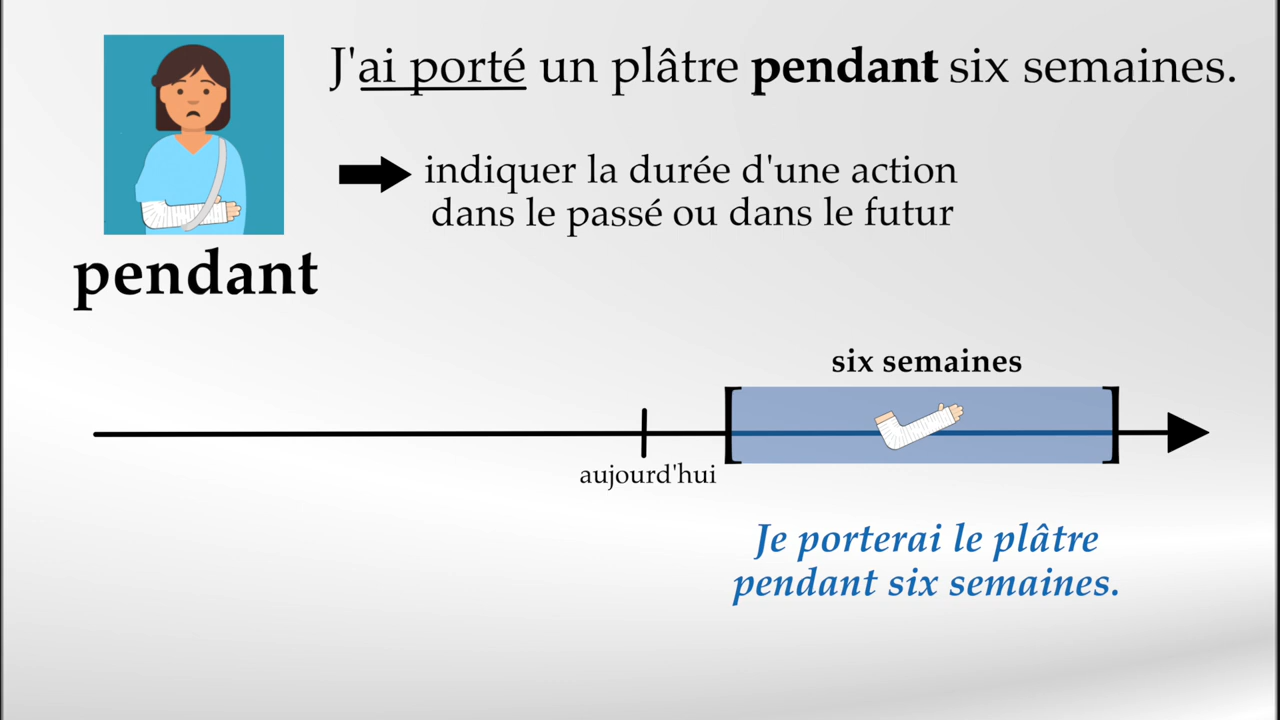 J'ai porté un plâtre pendant six semaines.
indiquer la durée d'une action
dans le passé ou dans le futur
pendant
six semaines
aujourd'hui
Je porterai le plâtre
pendant six semaines.